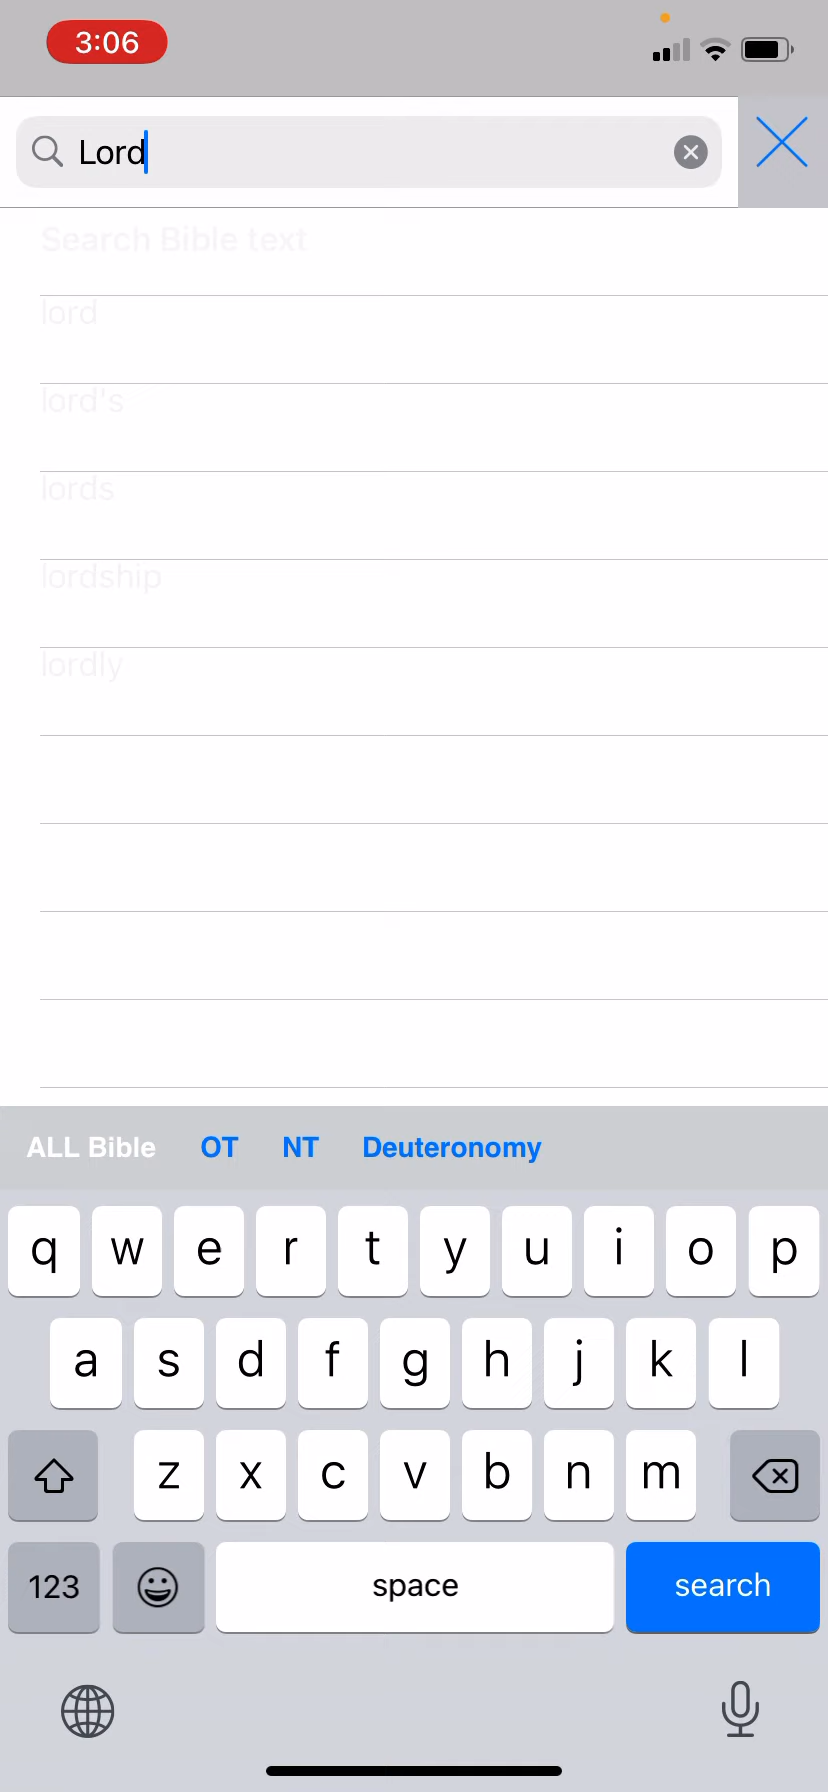 3:06
Lord
Search Bible text
lord
lord's
lords
lordship
lordly
ALL Bible OT NT Deuteronomy
q w e r t y u i o p
a s d f g h j k l
z x c v b n m
123 space search